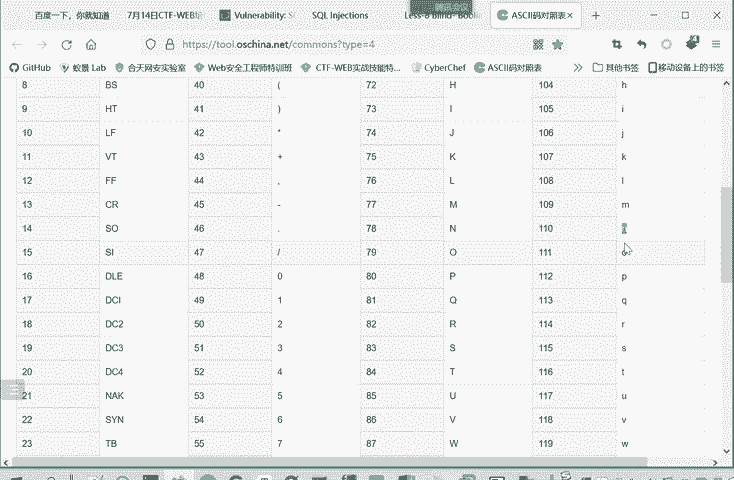 腾讯会议
百度一下，你就知道 7月14日CTF-WEB Vulnerability: S SQL Injections Less-8 Blind- Bool ASCII码对照表
https://tool.oschina.net/commons?type=4
GitHub 蚁景 Lab 合天网安实验室 Web安全工程师特训班 CTF-WEB实战技能特... CyberChef ASCII码对照表 其他书签 移动设备上的书签
8 BS 40 ( 72 H 104 h
9 HT 41 ) 73 I 105 i
10 LF 42 * 74 J 106 j
11 VT 43 + 75 K 107 k
12 FF 44 , 76 L 108 l
13 CR 45 - 77 M 109 m
14 SO 46 . 78 N 110
15 SI 47 / 79 O 111
16 DLE 48 0 80 P 112 p
17 DCI 49 1 81 Q 113 q
18 DC2 50 2 82 R 114 r
19 DC3 51 3 83 S 115 s
20 DC4 52 4 84 T 116 t
21 NAK 53 5 85 U 117 u
22 SYN 54 6 86 V 118 v
23 TB 55 7 87 W 119 w